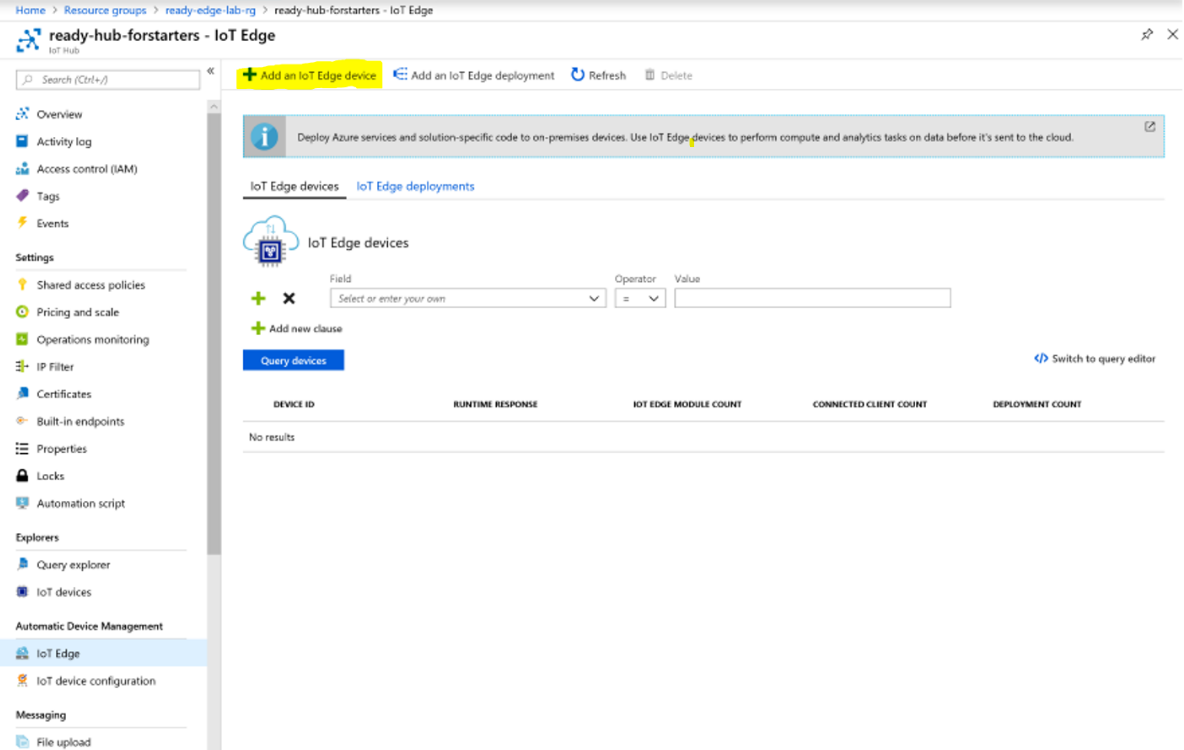 Home > Resource groups > ready-edge-lab-rg > ready-hub-forstarters - IoT Edge
ready-hub-forstarters - IoT Edge
IoT Hub
Search (Ctrl+/)
Overview
Activity log
Access control (IAM)
Tags
Events
Settings
Shared access policies
Pricing and scale
Operations monitoring
IP Filter
Certificates
Built-in endpoints
Properties
Locks
Automation script
Explorers
Query explorer
IoT devices
Automatic Device Management
IoT Edge
IoT device configuration
Messaging
File upload
Add an IoT Edge device Add an IoT Edge deployment Refresh Delete
Deploy Azure services and solution-specific code to on-premises devices. Use IoT Edge devices to perform compute and analytics tasks on data before it's sent to the cloud.
IoT Edge devices IoT Edge deployments
IoT Edge devices
Field Operator Value
Select or enter your own =
Add new clause
Query devices Switch to query editor
DEVICE ID RUNTIME RESPONSE IOT EDGE MODULE COUNT CONNECTED CLIENT COUNT DEPLOYMENT COUNT
No results